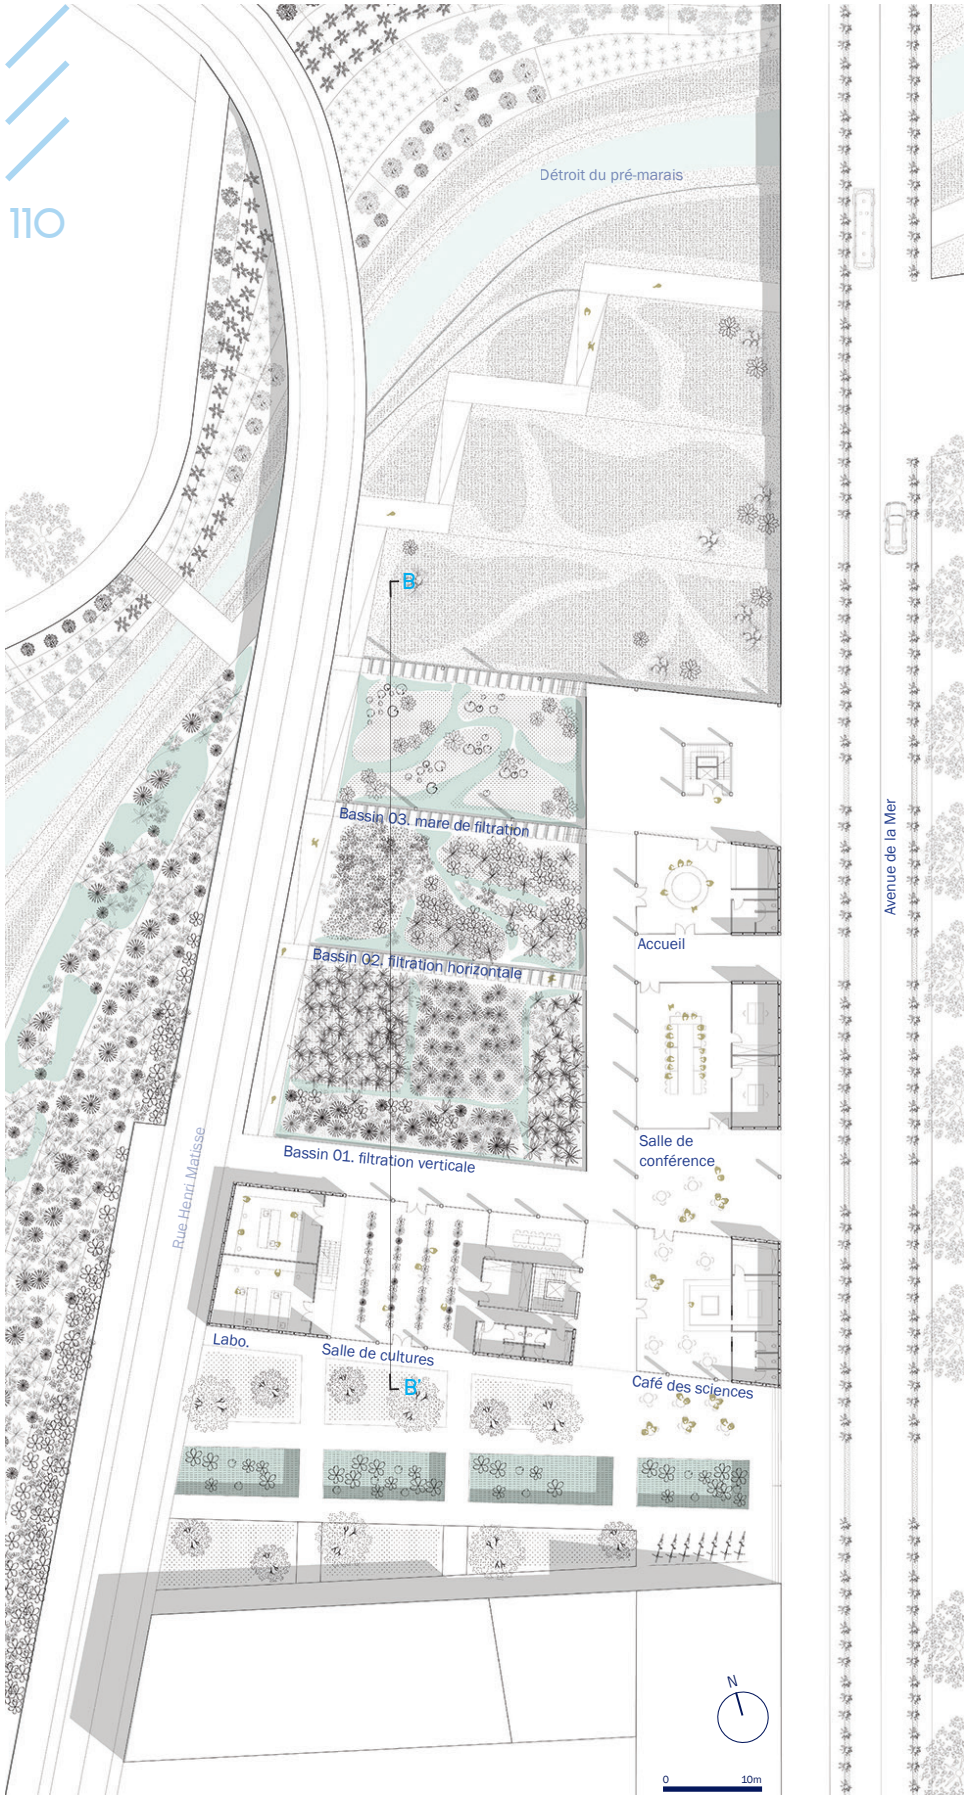 110
Détroit du pré-marais
B
Bassin 03. mare de filtration
Avenue de la Mer
Accueil
Bassin 02. filtration horizontale
Salle de
conférence
Bassin 01. filtration verticale
Rue Henri Matisse
Labo.
Salle de cultures
B'
Café des sciences
N
0 10m